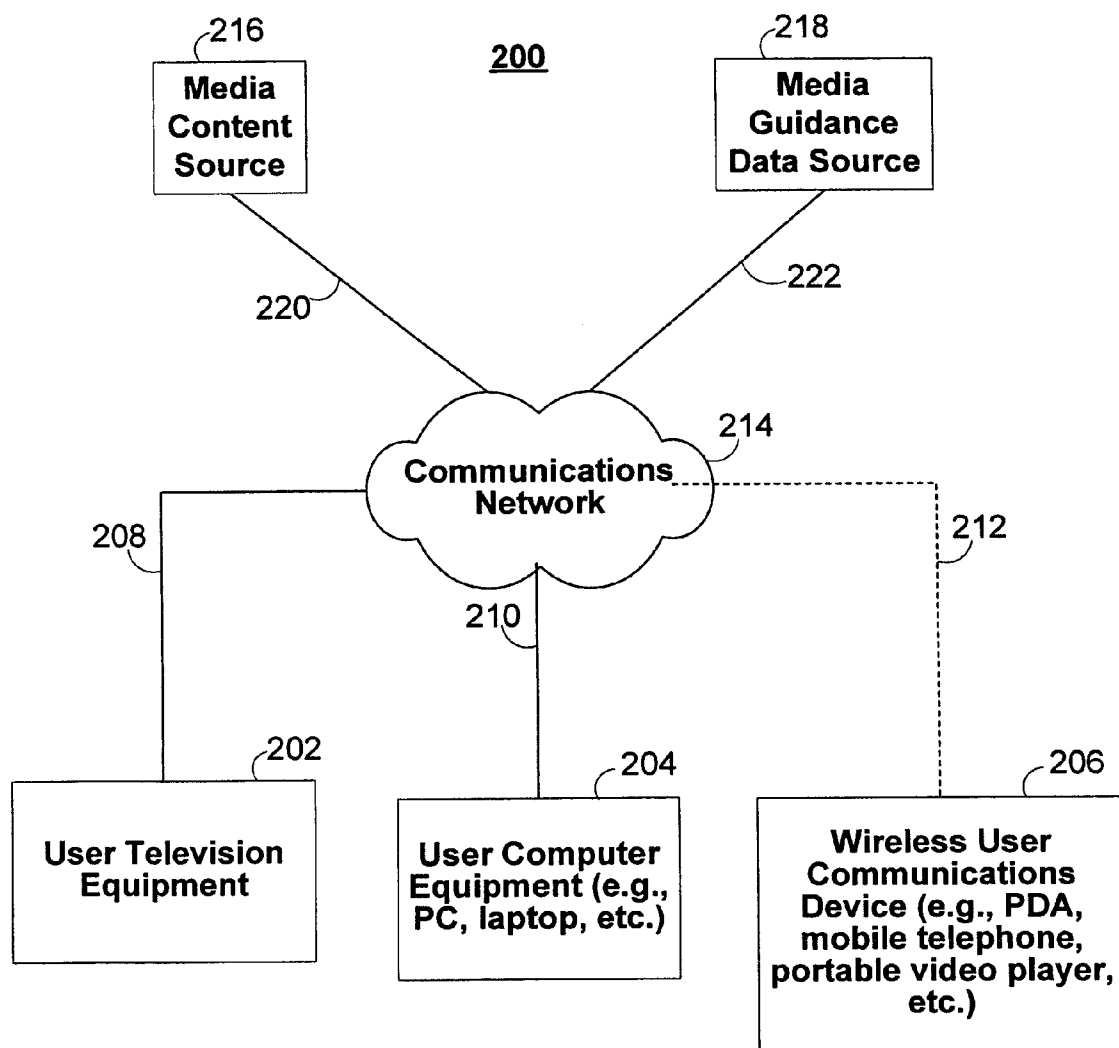 216
200
218
Media
Content
Source
Media
Guidance
Data Source
220
222
214
Communications
Network
208
212
210
202
204
206
User Television
Equipment
User Computer
Equipment (e.g.,
PC, laptop, etc.)
Wireless User
Communications
Device (e.g., PDA,
mobile telephone,
portable video player,
etc.)